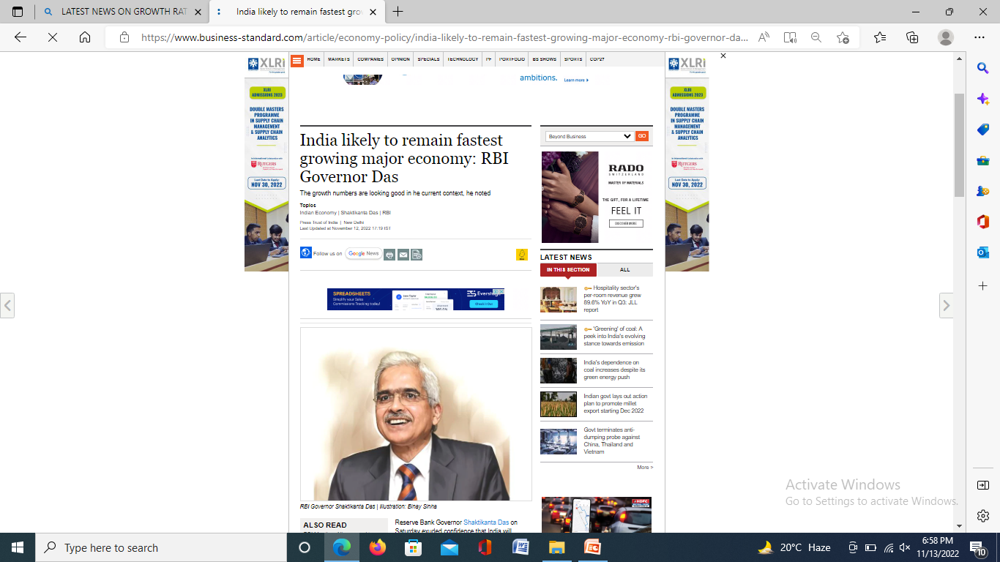 LATEST NEWS ON GROWTH RAT
India likely to remain fastest gro
https://www.business-standard.com/article/economy-policy/india-likely-to-remain-fastest-growing-major-economy-rbi-governor-da...
HOME MARKETS COMPANIES OPINION SPECIALS TECHNOLOGY PF PORTFOLIO BS SHOWS SPORTS COP27
ambitions. Learn more
XLRI
XLRI
ADMISSIONS 2023
DOUBLE MASTERS
PROGRAMME
IN SUPPLY CHAIN
MANAGEMENT
& SUPPLY CHAIN
ANALYTICS
RUTGERS
Last Date to Apply:
NOV 30, 2022
India likely to remain fastest
growing major economy: RBI
Governor Das
The growth numbers are looking good in he current context, he noted
Topics
Indian Economy | Shaktikanta Das | RBI
Press Trust of India | New Delhi
Last Updated at November 12, 2022 17:19 IST
Follow us on Google News
SPREADSHEETS
Simplify your Sales
Commissions Tracking today!
Check it Out
RBI Governor Shaktikanta Das | Illustration: Binay Sinha
ALSO READ
Reserve Bank Governor Shaktikanta Das on
Saturday exuded confidence that India will
Beyond Business GO
RADO
SWITZERLAND
MASTER OF MATERIALS
THE GIFT, FOR A LIFETIME
FEEL IT
DISCOVER MORE
LATEST NEWS
IN THIS SECTION ALL
Hospitality sector's
per-room revenue grew
89.6% YoY in Q3: JLL
report
'Greening' of coal: A
peek into India's evolving
stance towards emission
India's dependence on
coal increases despite its
green energy push
Indian govt lays out action
plan to promote millet
export starting Dec 2022
Govt terminates anti-
dumping probe against
China, Thailand and
Vietnam
More >
XLRI
XLRI
ADMISSIONS 2023
DOUBLE MASTERS
PROGRAMME
IN SUPPLY CHAIN
MANAGEMENT
& SUPPLY CHAIN
ANALYTICS
RUTGERS
Last Date to Apply:
NOV 30, 2022
Activate Windows
Go to Settings to activate Windows.
Type here to search
20°C Haze
6:58 PM
11/13/2022
10